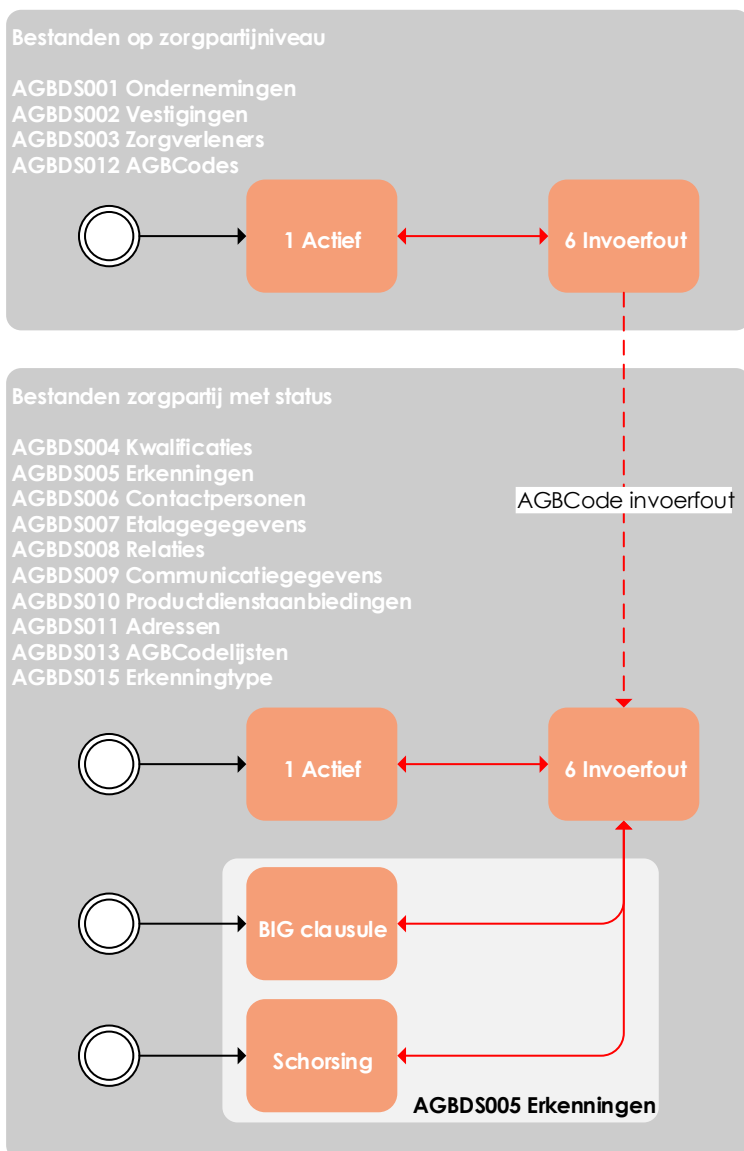 Bestanden op zorgpartijniveau
AGBDS001 Ondernemingen
AGBDS002 Vestigingen
AGBDS003 Zorgverleners
AGBDS012 AGBCodes
1 Actief
6 Invoerfout
Bestanden zorgpartij met status
AGBDS004 Kwalificaties
AGBDS005 Erkenningen
AGBDS006 Contactpersonen
AGBDS007 Etalagegegevens
AGBDS008 Relaties
AGBDS009 Communicatiegegevens
AGBDS010 Productdienstaanbiedingen
AGBDS011 Adressen
AGBDS013 AGBCodelijsten
AGBDS015 Erkenningtype
AGBCode invoerfout
1 Actief
6 Invoerfout
BIG clausule
Schorsing
AGBDS005 Erkenningen